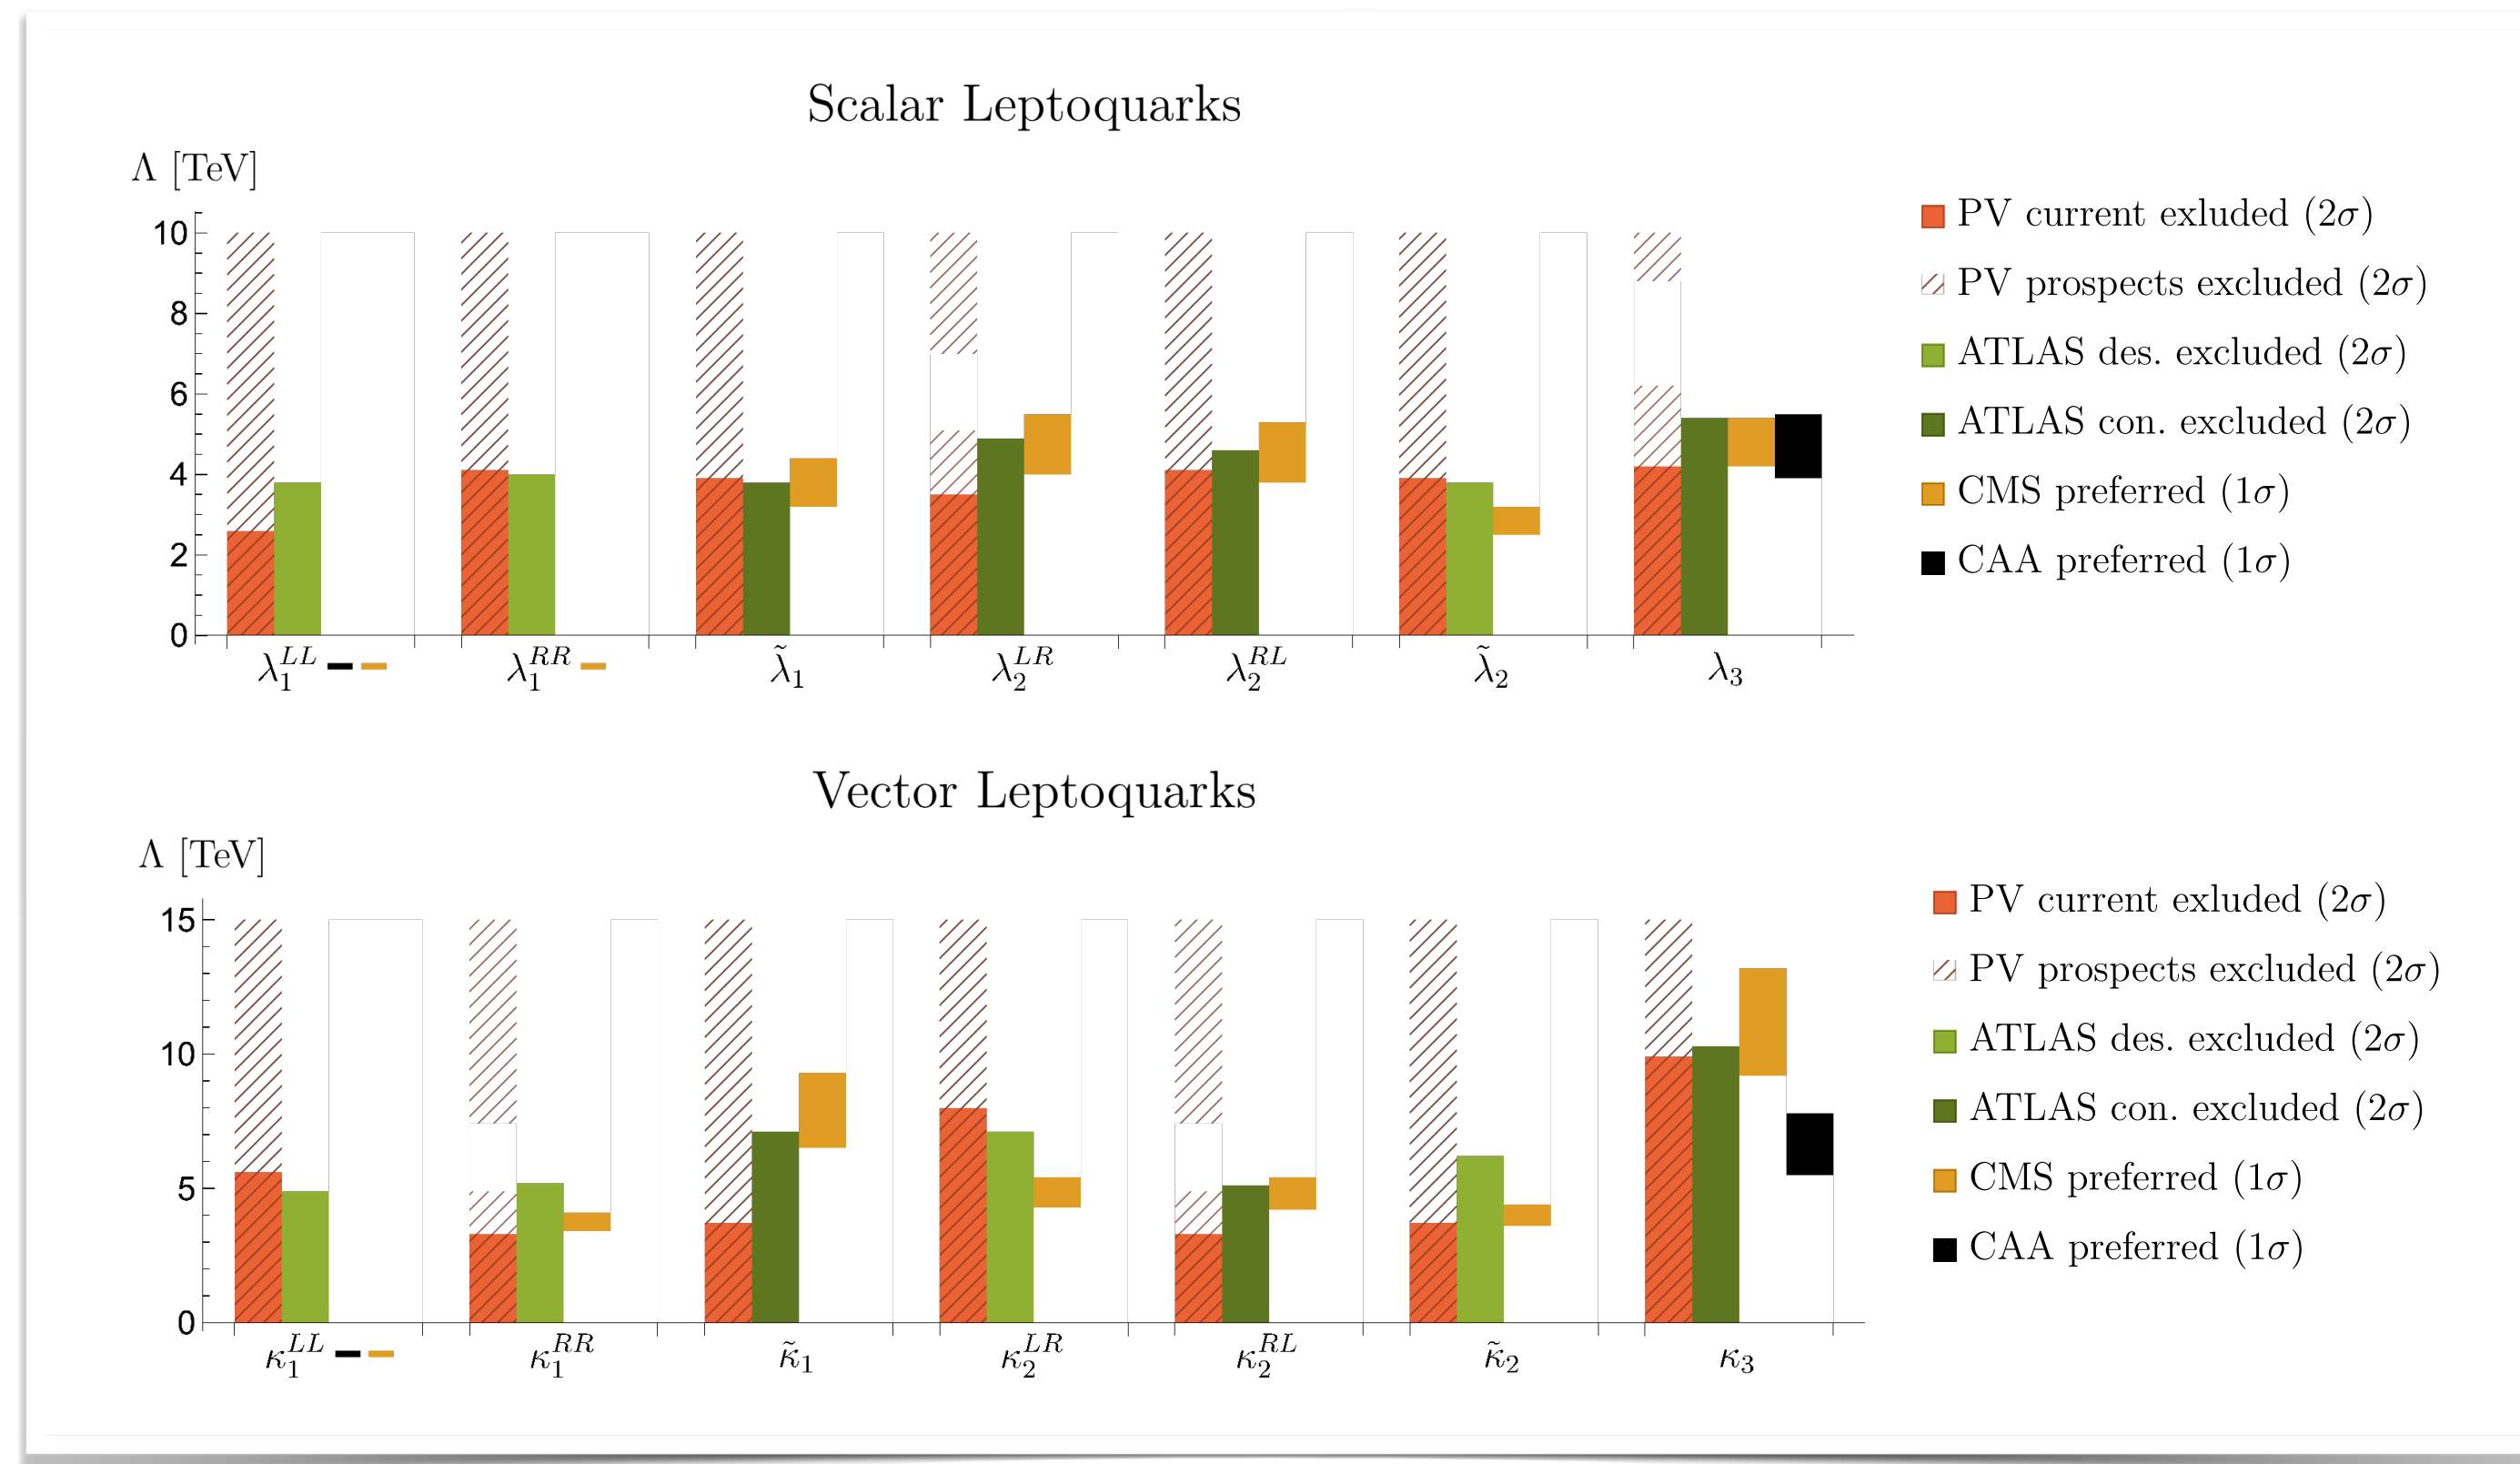 Scalar Leptoquarks
Λ [TeV]
10
8
6
4
2
0
λ₁^{LL}
λ₁^{RR}
λ̃₁
λ₂^{LR}
λ₂^{RL}
λ̃₂
λ₃
PV current exluded (2σ)
PV prospects excluded (2σ)
ATLAS des. excluded (2σ)
ATLAS con. excluded (2σ)
CMS preferred (1σ)
CAA preferred (1σ)
Vector Leptoquarks
Λ [TeV]
15
10
5
0
κ₁^{LL}
κ₁^{RR}
κ̃₁
κ₂^{LR}
κ₂^{RL}
κ̃₂
κ₃
PV current exluded (2σ)
PV prospects excluded (2σ)
ATLAS des. excluded (2σ)
ATLAS con. excluded (2σ)
CMS preferred (1σ)
CAA preferred (1σ)